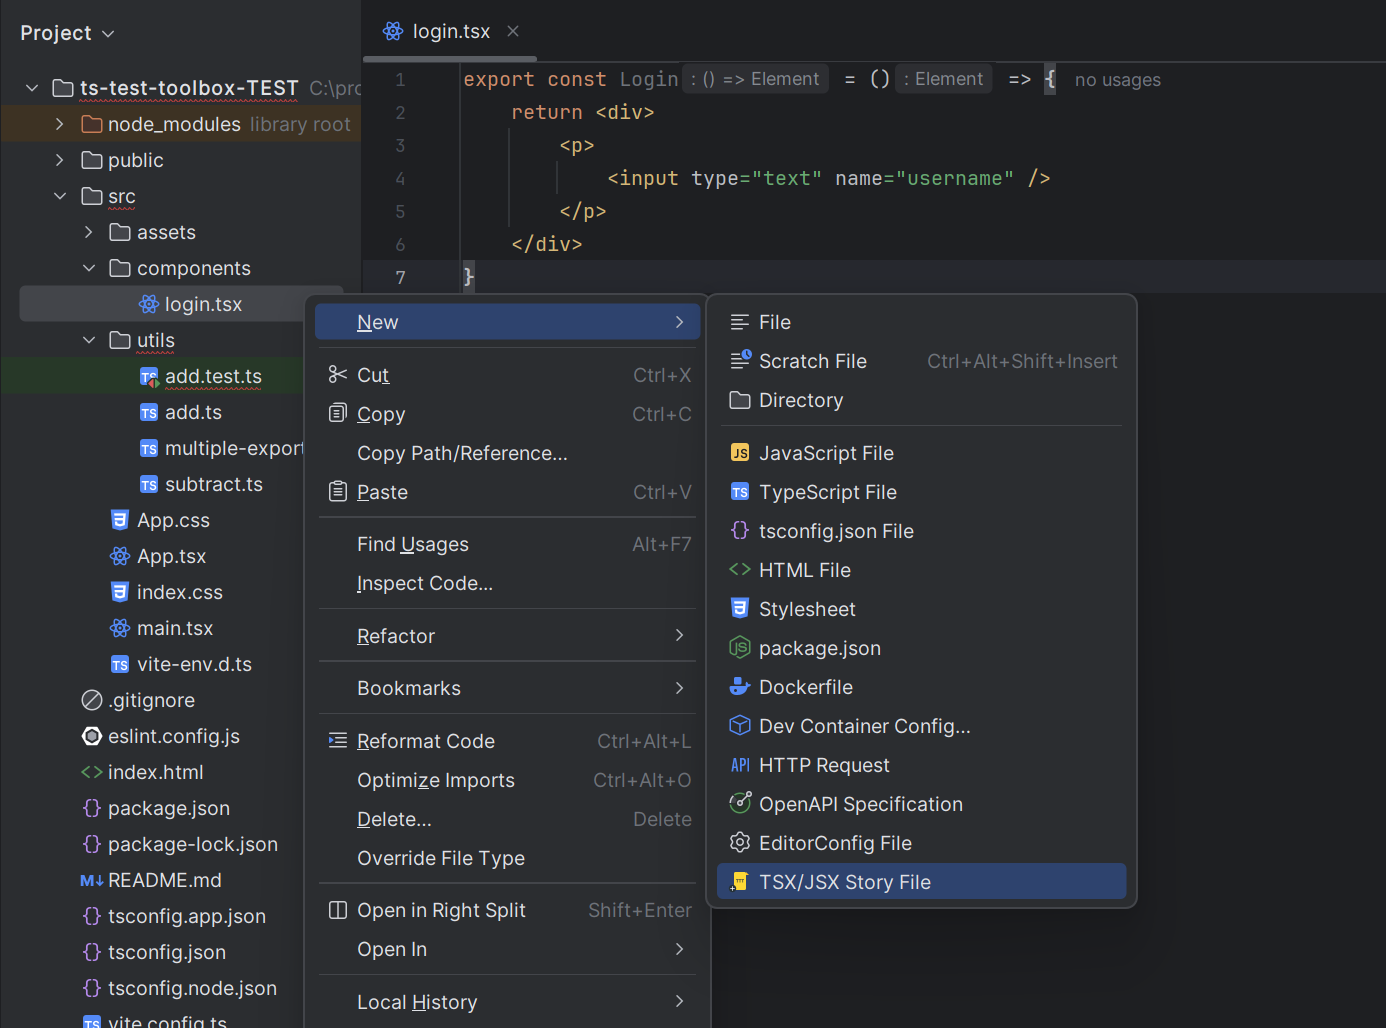 Project
ts-test-toolbox-TEST C:\pro
node_modules library root
public
src
assets
components
login.tsx
utils
add.test.ts
add.ts
multiple-export
subtract.ts
App.css
App.tsx
index.css
main.tsx
vite-env.d.ts
.gitignore
eslint.config.js
index.html
package.json
package-lock.json
README.md
tsconfig.app.json
tsconfig.json
tsconfig.node.json
vite.config.ts
login.tsx
1 export const Login : () => Element = () : Element => { no usages
2 return <div>
3 <p>
4 <input type="text" name="username" />
5 </p>
6 </div>
7 }
New
Cut Ctrl+X
Copy Ctrl+C
Copy Path/Reference...
Paste Ctrl+V
Find Usages Alt+F7
Inspect Code...
Refactor
Bookmarks
Reformat Code Ctrl+Alt+L
Optimize Imports Ctrl+Alt+O
Delete... Delete
Override File Type
Open in Right Split Shift+Enter
Open In
Local History
File
Scratch File Ctrl+Alt+Shift+Insert
Directory
JS JavaScript File
TS TypeScript File
tsconfig.json File
HTML File
Stylesheet
package.json
Dockerfile
Dev Container Config...
API HTTP Request
OpenAPI Specification
EditorConfig File
TSX/JSX Story File